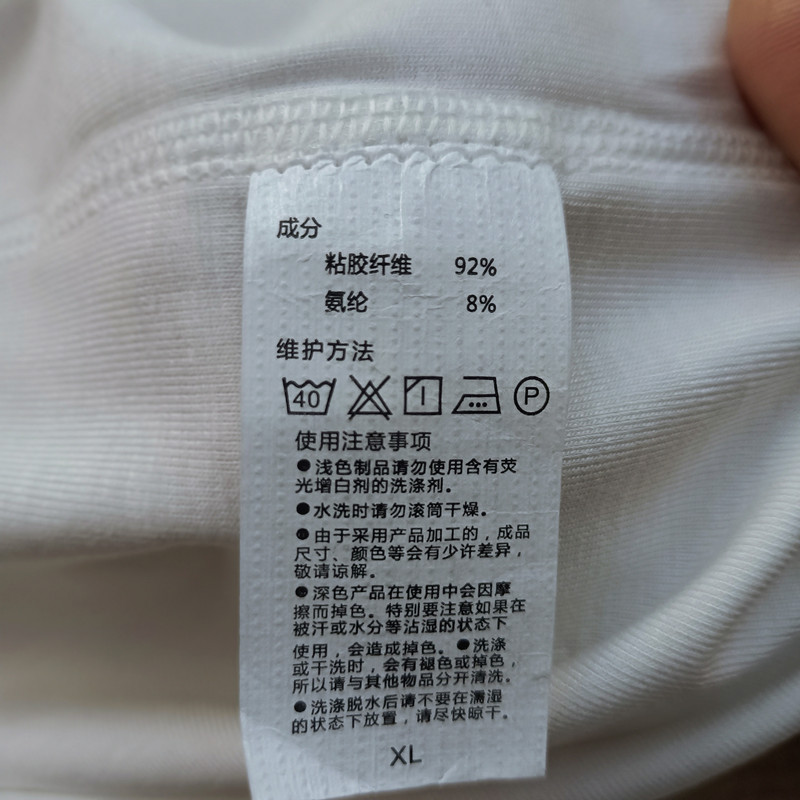 成分
粘胶纤维 92%
氨纶 8%
维护方法
40 P
使用注意事项
●浅色制品请勿使用含有荧
光增白剂的洗涤剂。
●水洗时请勿滚筒干燥。
●由于采用产品加工的，成品
尺寸、颜色等会有少许差异，
敬请谅解。
●深色产品在使用中会因摩
擦而掉色。特别要注意如果在
被汗或水分等沾湿的状态下
使用，会造成掉色。●洗涤
或干洗时，会有褪色或掉色，
所以请与其他物品分开清洗。
●洗涤脱水后请不要在濡湿
的状态下放置，请尽快晾干。
XL